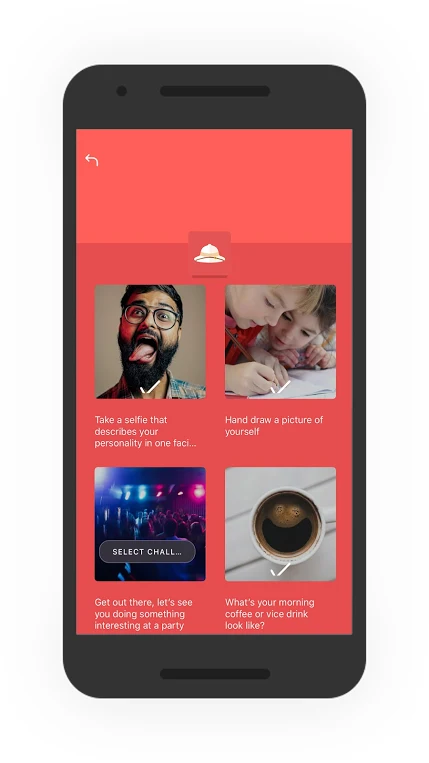 Take a selfie that
describes your
personality in one faci...
Hand draw a picture of
yourself
SELECT CHALL...
Get out there, let's see
you doing something
interesting at a party
What's your morning
coffee or vice drink
look like?